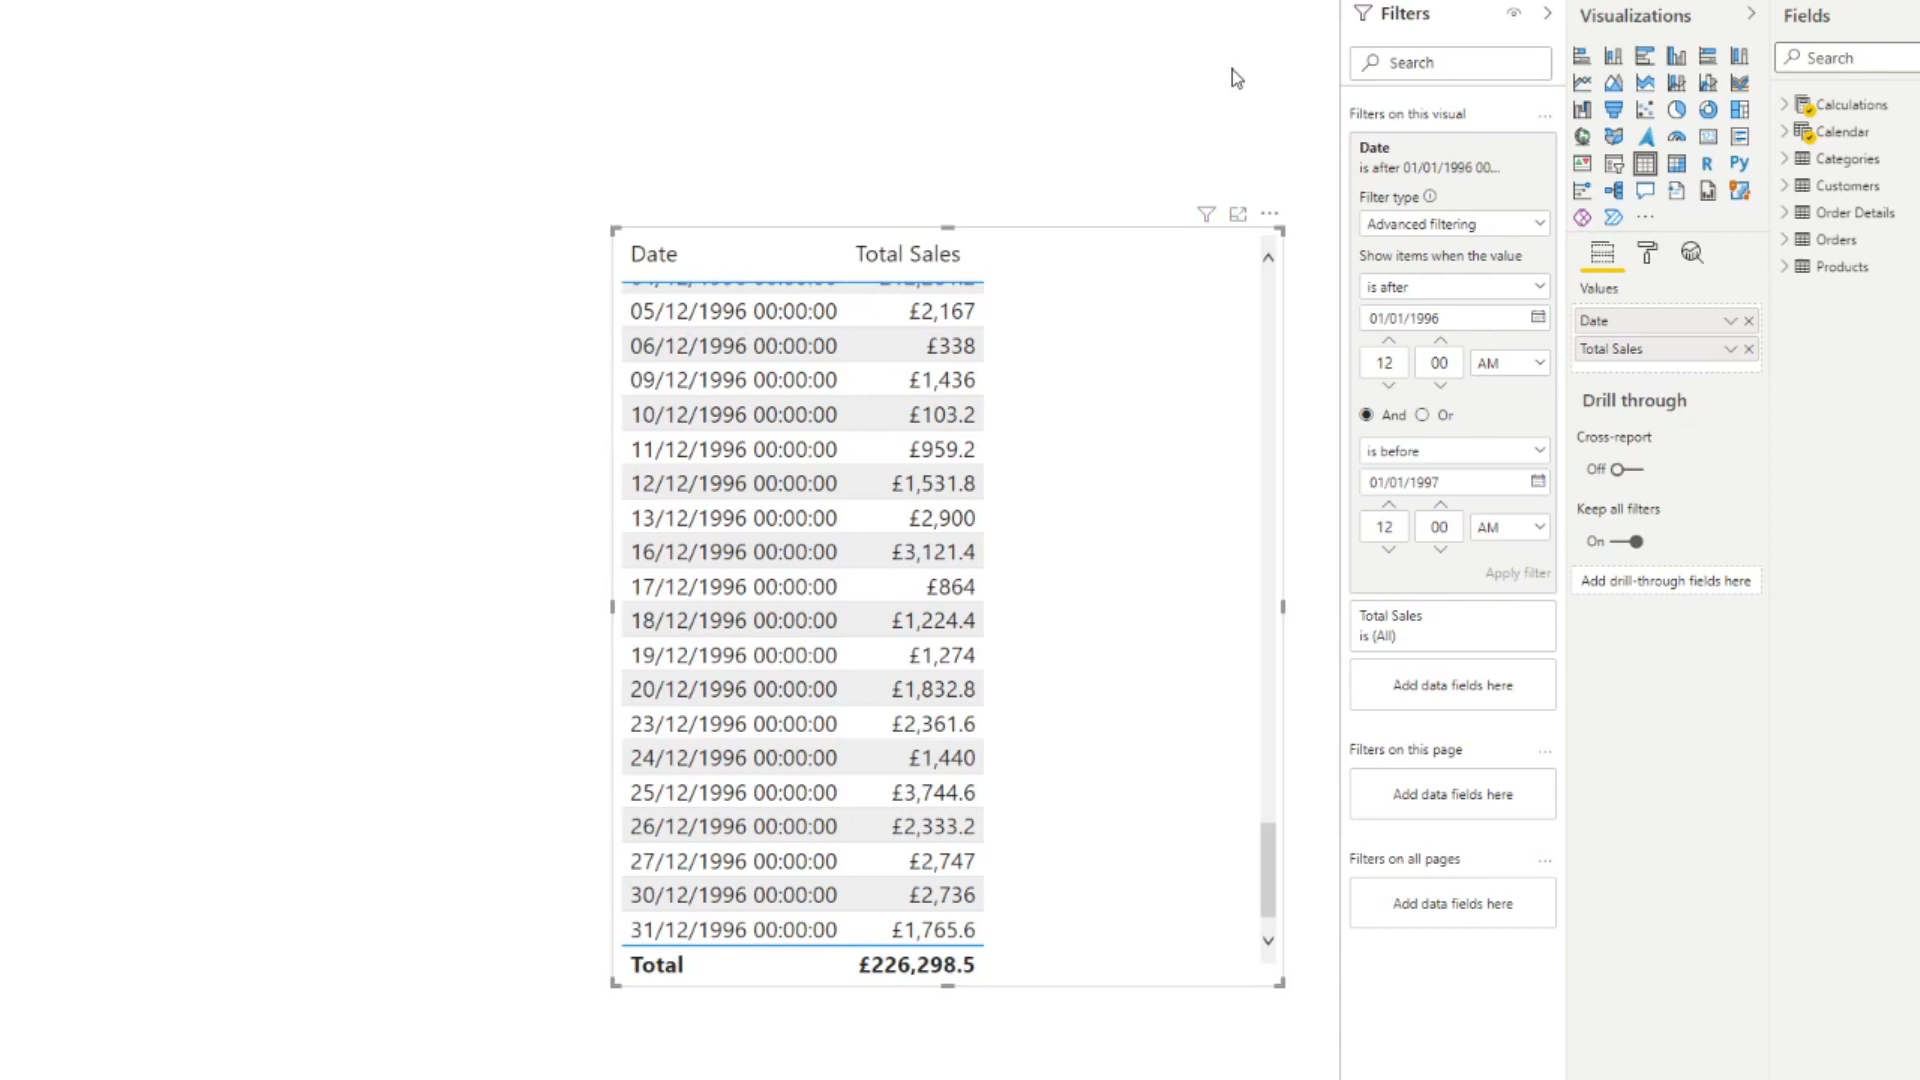 Date Total Sales
05/12/1996 00:00:00 £2,167
06/12/1996 00:00:00 £338
09/12/1996 00:00:00 £1,436
10/12/1996 00:00:00 £103.2
11/12/1996 00:00:00 £959.2
12/12/1996 00:00:00 £1,531.8
13/12/1996 00:00:00 £2,900
16/12/1996 00:00:00 £3,121.4
17/12/1996 00:00:00 £864
18/12/1996 00:00:00 £1,224.4
19/12/1996 00:00:00 £1,274
20/12/1996 00:00:00 £1,832.8
23/12/1996 00:00:00 £2,361.6
24/12/1996 00:00:00 £1,440
25/12/1996 00:00:00 £3,744.6
26/12/1996 00:00:00 £2,333.2
27/12/1996 00:00:00 £2,747
30/12/1996 00:00:00 £2,736
31/12/1996 00:00:00 £1,765.6
Total £226,298.5
Filters
Search
Filters on this visual ...
Date
is after 01/01/1996 00...
Filter type
Advanced filtering
Show items when the value
is after
01/01/1996
12 00 AM
And Or
is before
01/01/1997
12 00 AM
Apply filter
Total Sales
is (All)
Add data fields here
Filters on this page ...
Add data fields here
Filters on all pages ...
Add data fields here
Visualizations
R Py
...
Values
Date
Total Sales
Drill through
Cross-report
Off
Keep all filters
On
Add drill-through fields here
Fields
Search
Calculations
Calendar
Categories
Customers
Order Details
Orders
Products